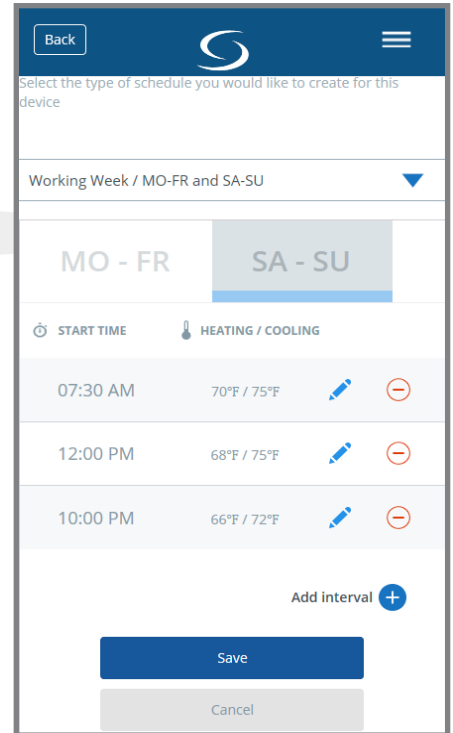 Back
Select the type of schedule you would like to create for this
device
Working Week / MO-FR and SA-SU
MO - FR SA - SU
START TIME HEATING / COOLING
07:30 AM 70°F / 75°F
12:00 PM 68°F / 75°F
10:00 PM 66°F / 72°F
Add interval
Save
Cancel